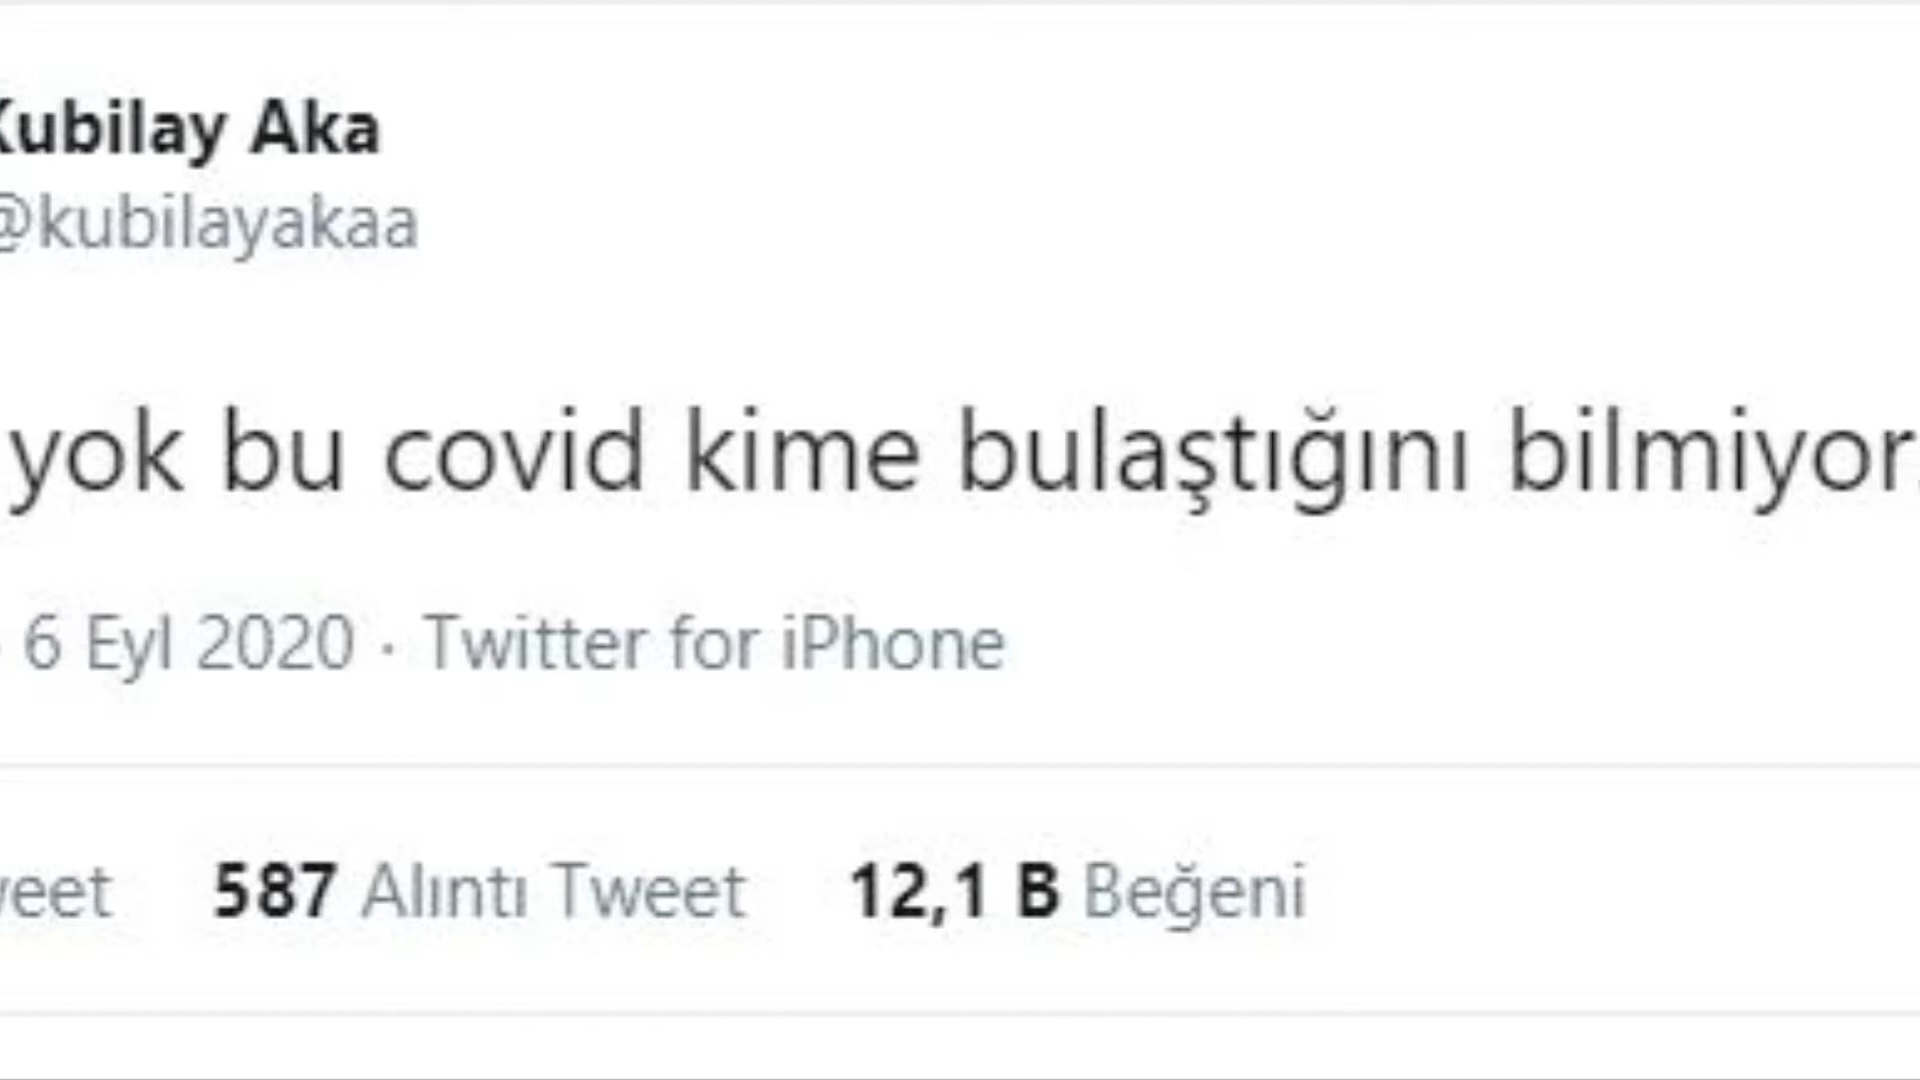 Kubilay Aka
@kubilayakaa
yok bu covid kime bulaştığını bilmiyor.
· 6 Eyl 2020 · Twitter for iPhone
587 Alıntı Tweet 12,1 B Beğeni